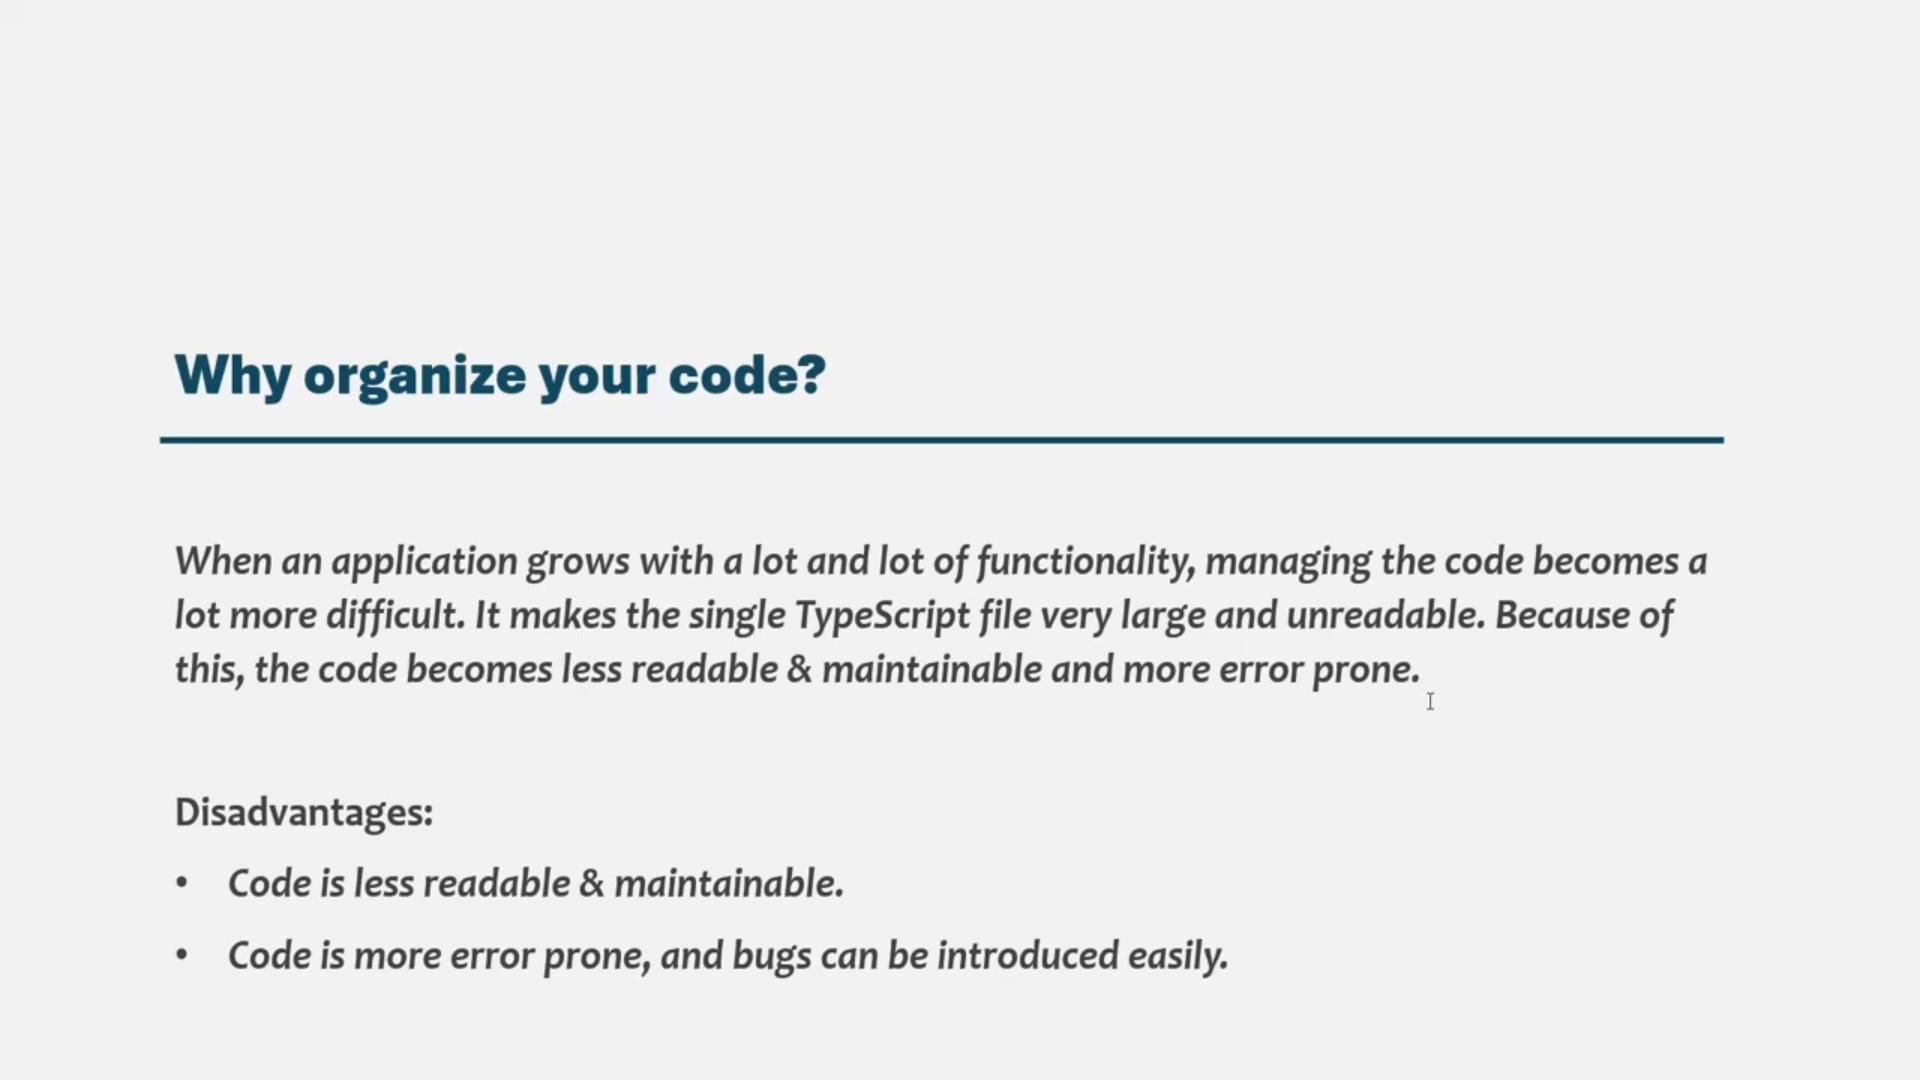 Why organize your code?
When an application grows with a lot and lot of functionality, managing the code becomes a
lot more difficult. It makes the single TypeScript file very large and unreadable. Because of
this, the code becomes less readable & maintainable and more error prone.
Disadvantages:
• Code is less readable & maintainable.
• Code is more error prone, and bugs can be introduced easily.